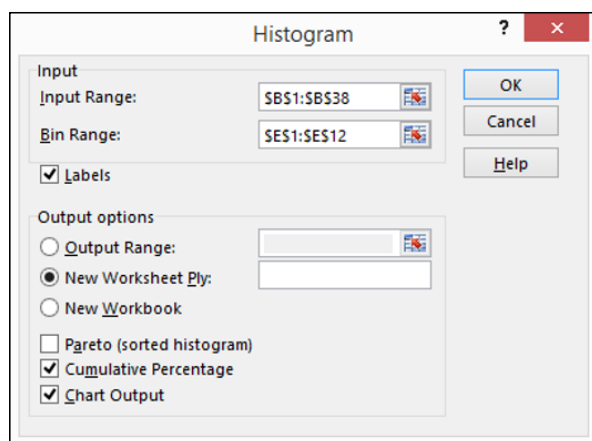 Histogram
?
×
Input
Input Range:
$B$1:$B$38
Bin Range:
$E$1:$E$12
Labels
OK
Cancel
Help
Output options
Output Range:
New Worksheet Ply:
New Workbook
Pareto (sorted histogram)
Cumulative Percentage
Chart Output